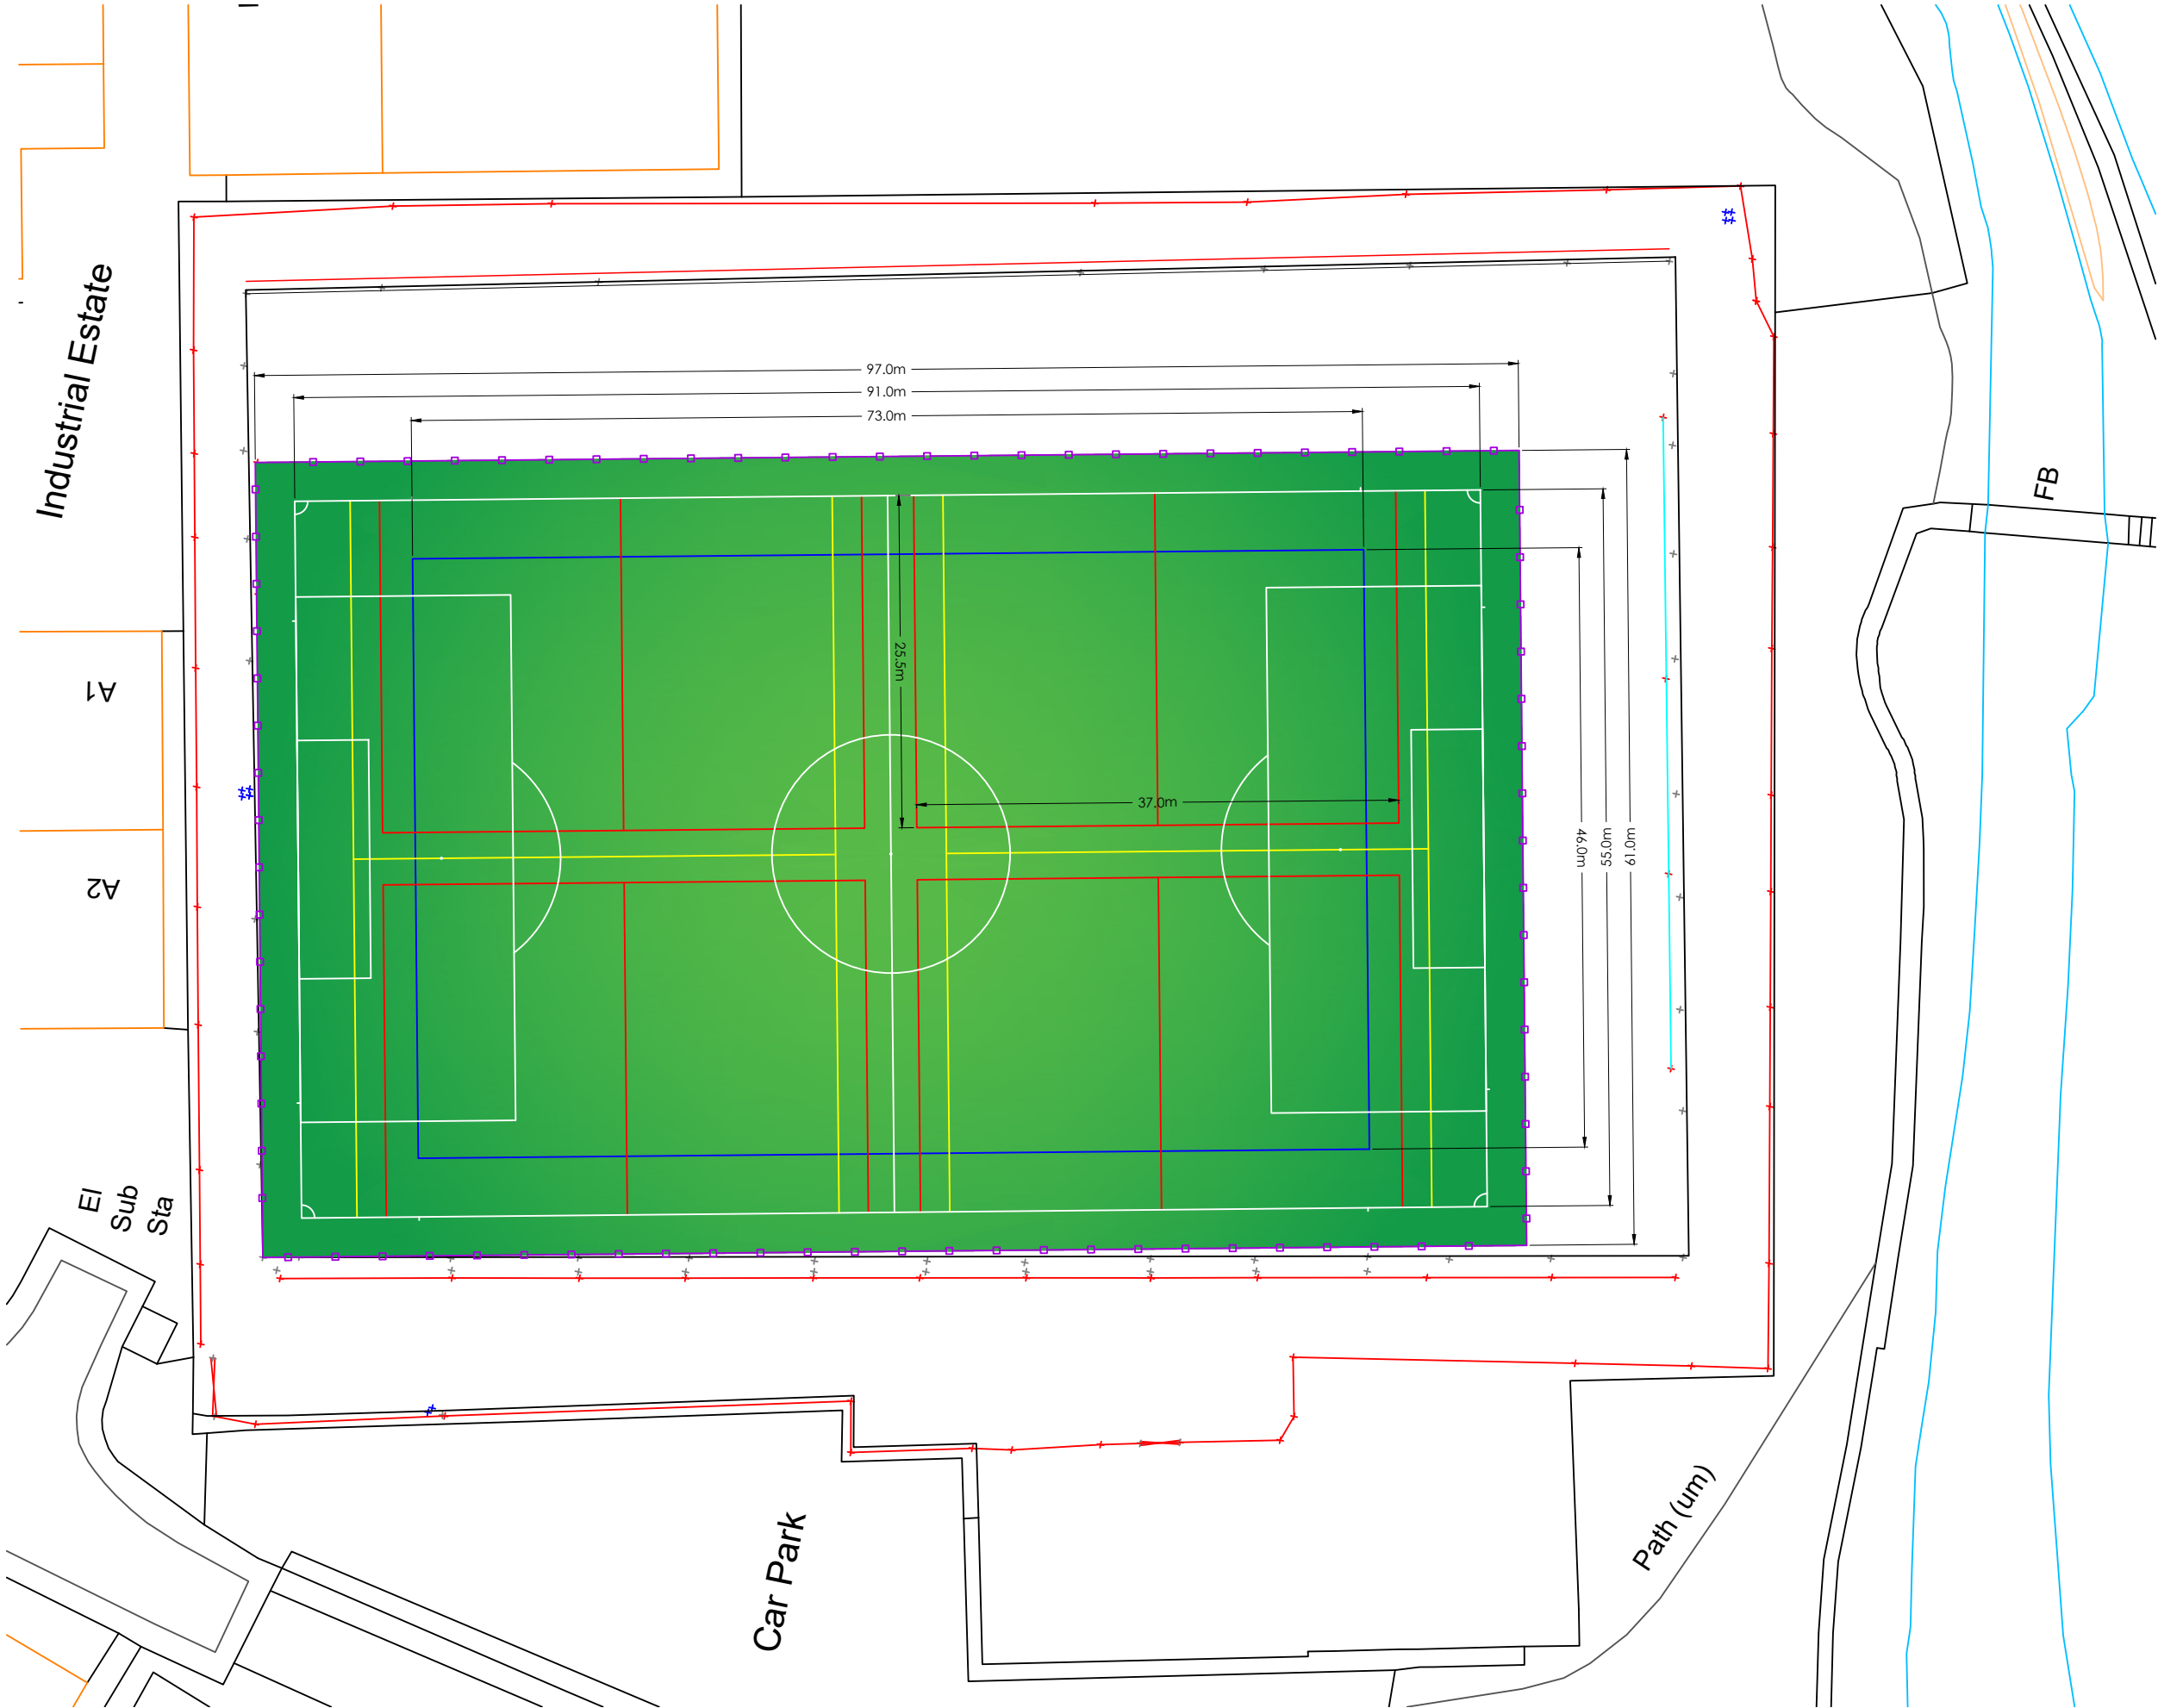 Industrial Estate
97.0m
91.0m
73.0m
FB
25.5m
A1
37.0m
46.0m
55.0m
61.0m
A2
El
Sub
Sta
Car Park
Path (um)